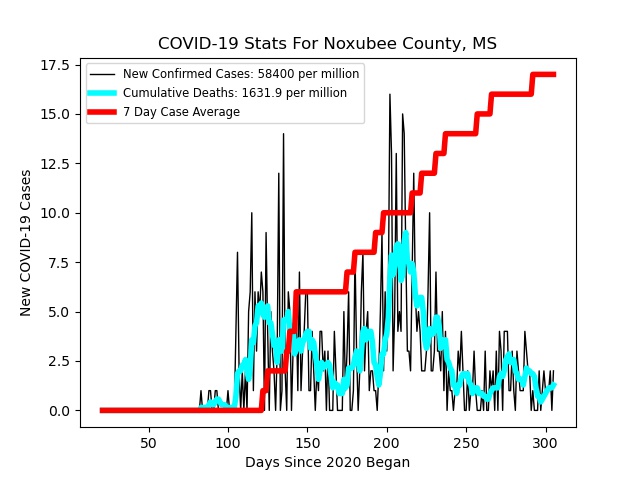 COVID-19 Stats For Noxubee County, MS
New Confirmed Cases: 58400 per million
Cumulative Deaths: 1631.9 per million
7 Day Case Average
New COVID-19 Cases
17.5
15.0
12.5
10.0
7.5
5.0
2.5
0.0
50 100 150 200 250 300
Days Since 2020 Began